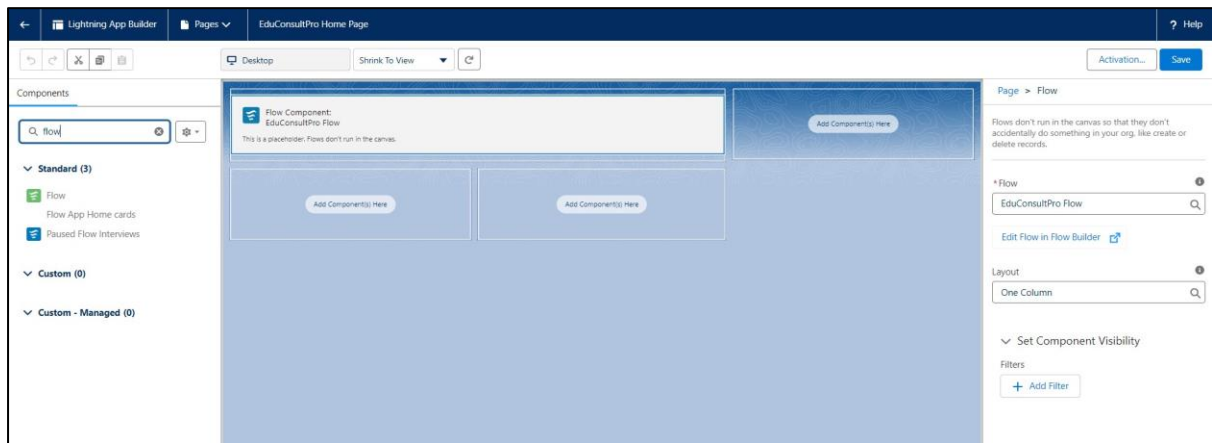 Lightning App Builder
Pages
EduConsultPro Home Page
? Help
Desktop
Shrink To View
Activation...
Save
Components
flow
Standard (3)
Flow
Flow App Home cards
Paused Flow Interviews
Custom (0)
Custom - Managed (0)
Flow Component:
EduConsultPro Flow
This is a placeholder. Flows don't run in the canvas.
Add Component(s) Here
Add Component(s) Here
Add Component(s) Here
Page > Flow
Flows don't run in the canvas so that they don't
accidentally do something in your org, like create or
delete records.
*Flow
EduConsultPro Flow
Edit Flow in Flow Builder
Layout
One Column
Set Component Visibility
Filters
+ Add Filter